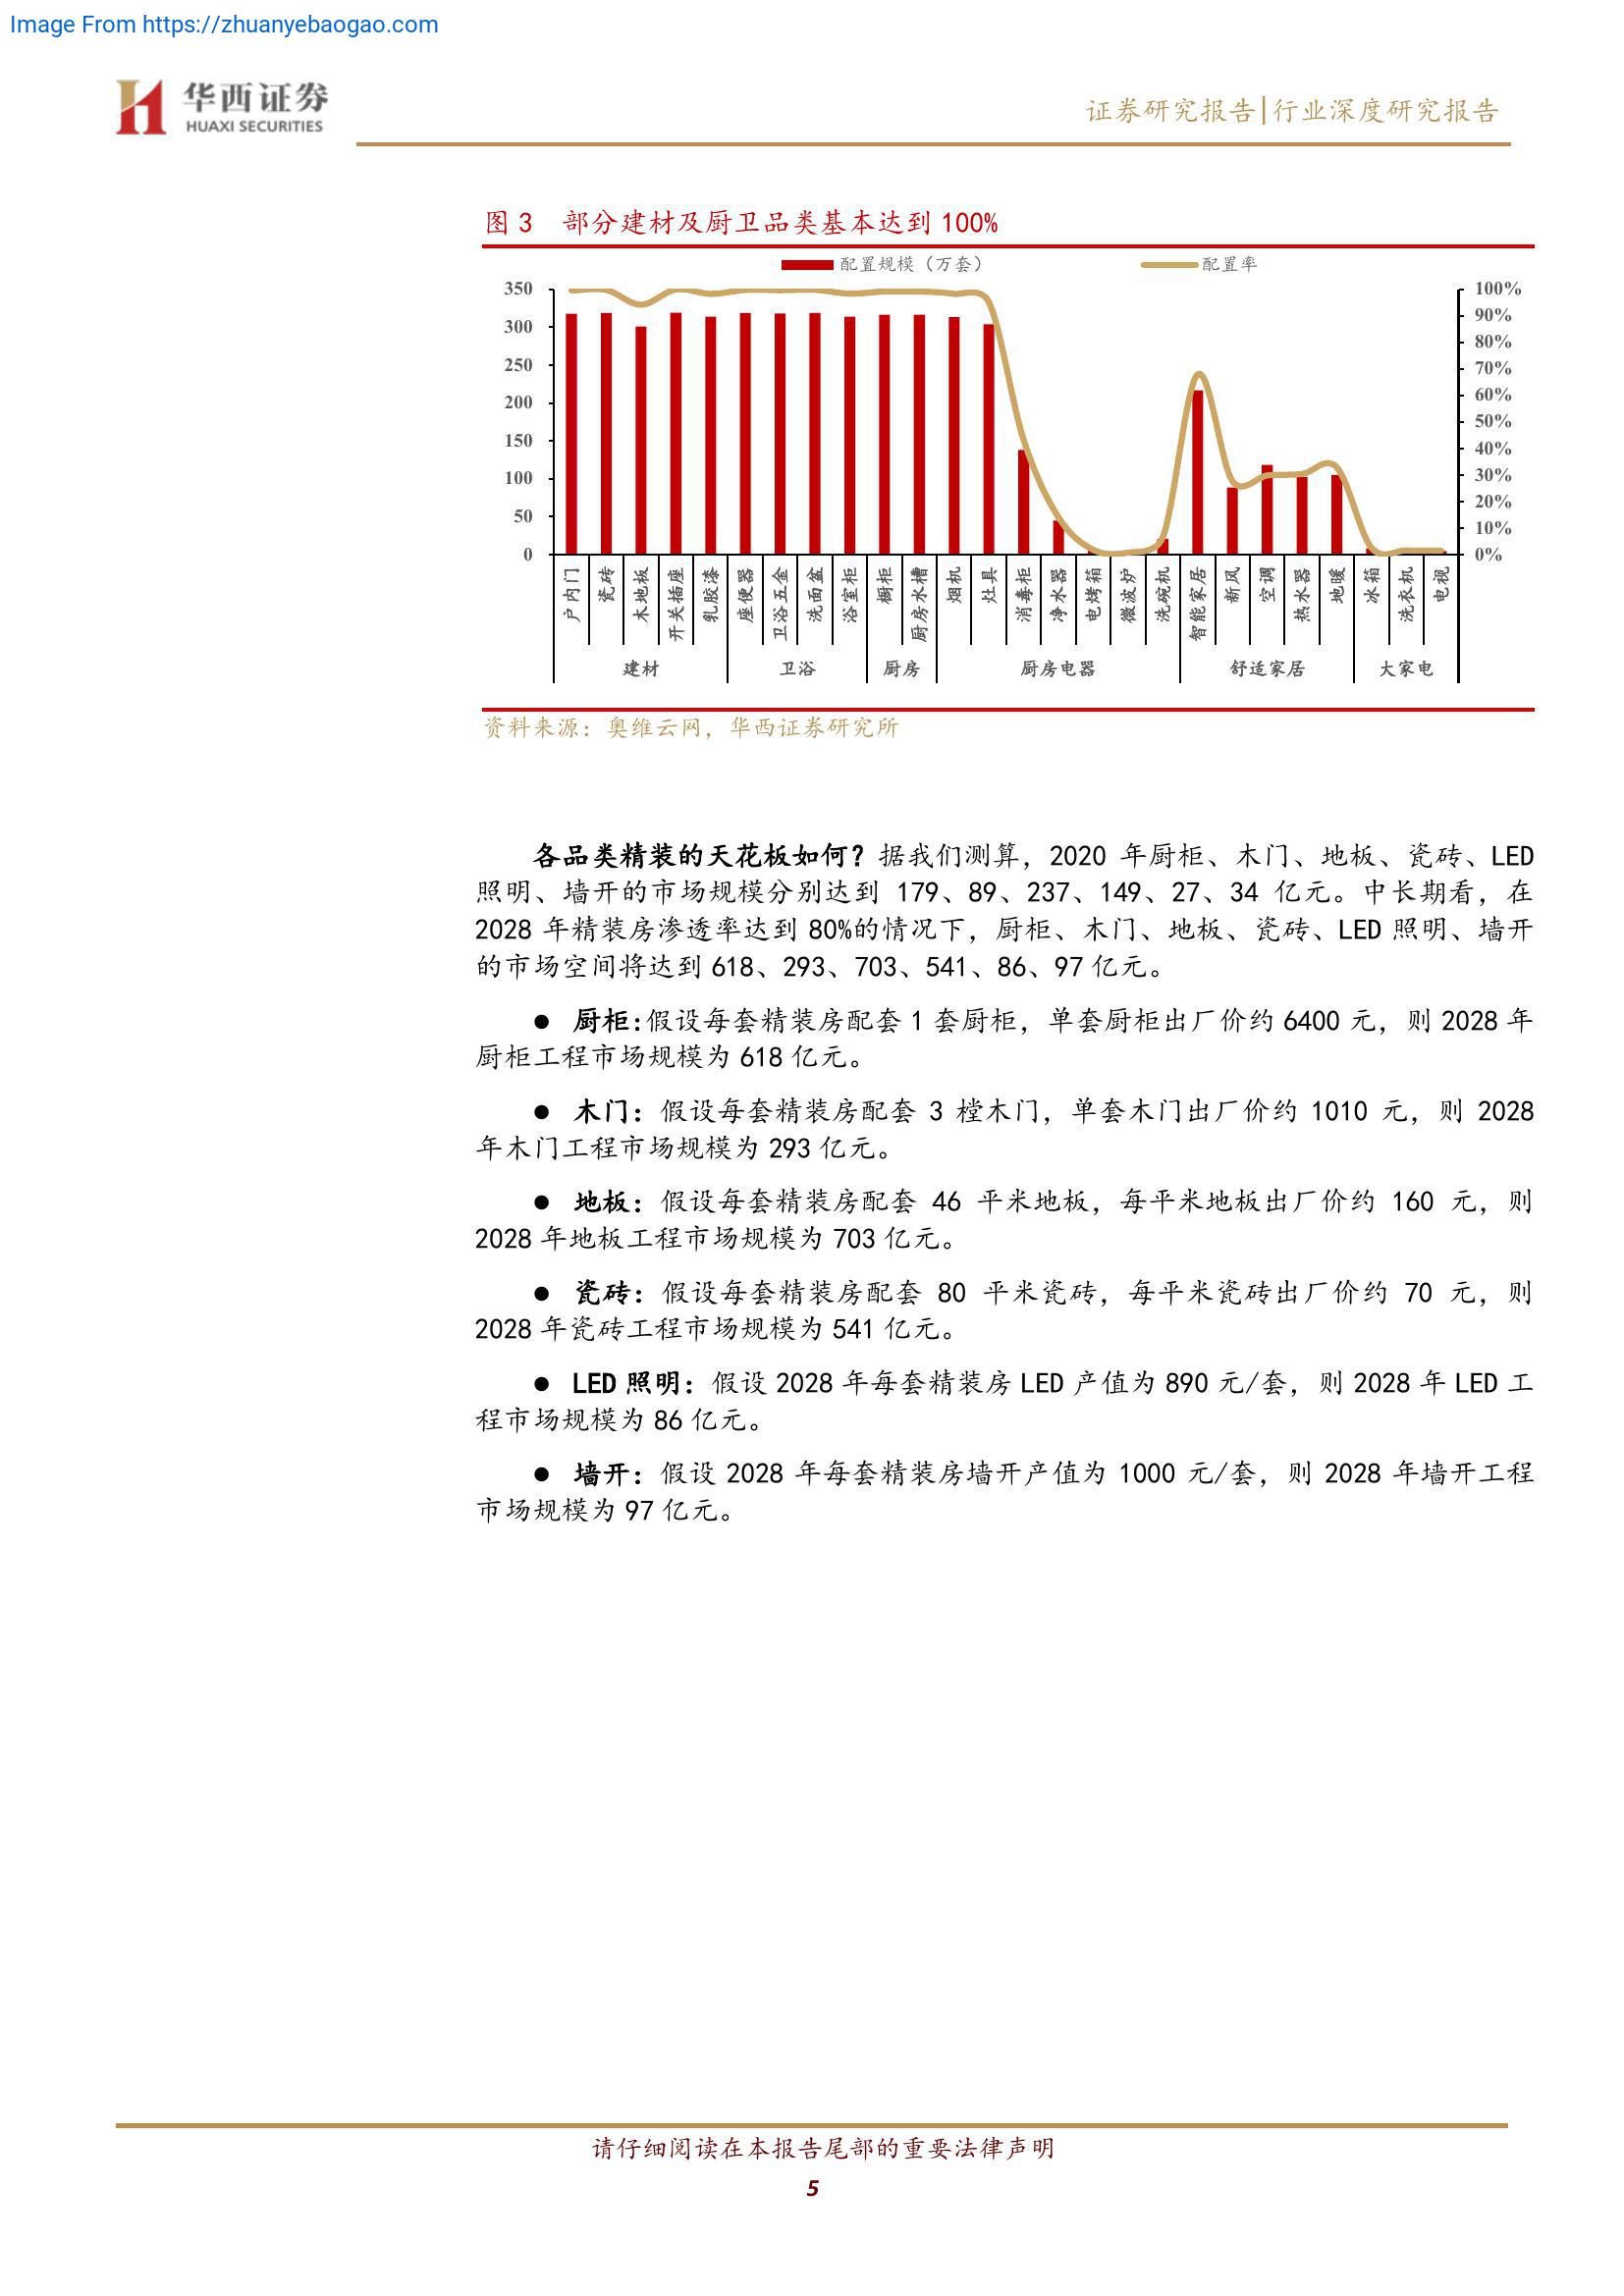 Image From https://zhuanyebaogao.com
华西证券
HUAXI SECURITIES
证券研究报告|行业深度研究报告
图 3 部分建材及厨卫品类基本达到 100%
配置规模（万套） 配置率
350 100%
300 90%
250 80%
200 70%
150 60%
100 50%
50 40%
0 30%
20%
10%
0%
户内门 瓷砖 木地板 开关插座 乳胶漆 座便器 卫浴五金 洗面盆 浴室柜 橱柜 厨房水槽 烟机 灶具 消毒柜 净水器 电烤箱 微波炉 洗碗机 智能家居 新风 空调 热水器 地暖 冰箱 洗衣机 电视
建材 卫浴 厨房 厨房电器 舒适家居 大家电
资料来源：奥维云网，华西证券研究所
各品类精装的天花板如何？据我们测算，2020 年厨柜、木门、地板、瓷砖、LED
照明、墙开的市场规模分别达到 179、89、237、149、27、34 亿元。中长期看，在
2028 年精装房渗透率达到 80%的情况下，厨柜、木门、地板、瓷砖、LED 照明、墙开
的市场空间将达到 618、293、703、541、86、97 亿元。
● 厨柜:假设每套精装房配套 1 套厨柜，单套厨柜出厂价约 6400 元，则 2028 年
厨柜工程市场规模为 618 亿元。
● 木门：假设每套精装房配套 3 樘木门，单套木门出厂价约 1010 元，则 2028
年木门工程市场规模为 293 亿元。
● 地板：假设每套精装房配套 46 平米地板，每平米地板出厂价约 160 元，则
2028 年地板工程市场规模为 703 亿元。
● 瓷砖：假设每套精装房配套 80 平米瓷砖，每平米瓷砖出厂价约 70 元，则
2028 年瓷砖工程市场规模为 541 亿元。
● LED 照明：假设 2028 年每套精装房 LED 产值为 890 元/套，则 2028 年 LED 工
程市场规模为 86 亿元。
● 墙开：假设 2028 年每套精装房墙开产值为 1000 元/套，则 2028 年墙开工程
市场规模为 97 亿元。
请仔细阅读在本报告尾部的重要法律声明
5